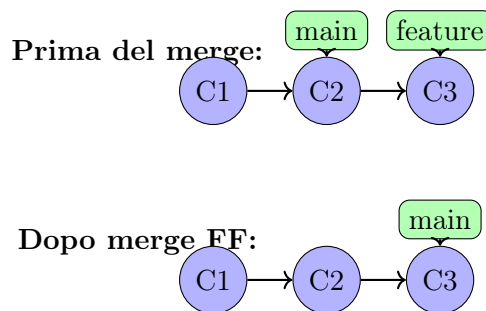 main feature
Prima del merge:
C1 C2 C3
main
Dopo merge FF:
C1 C2 C3